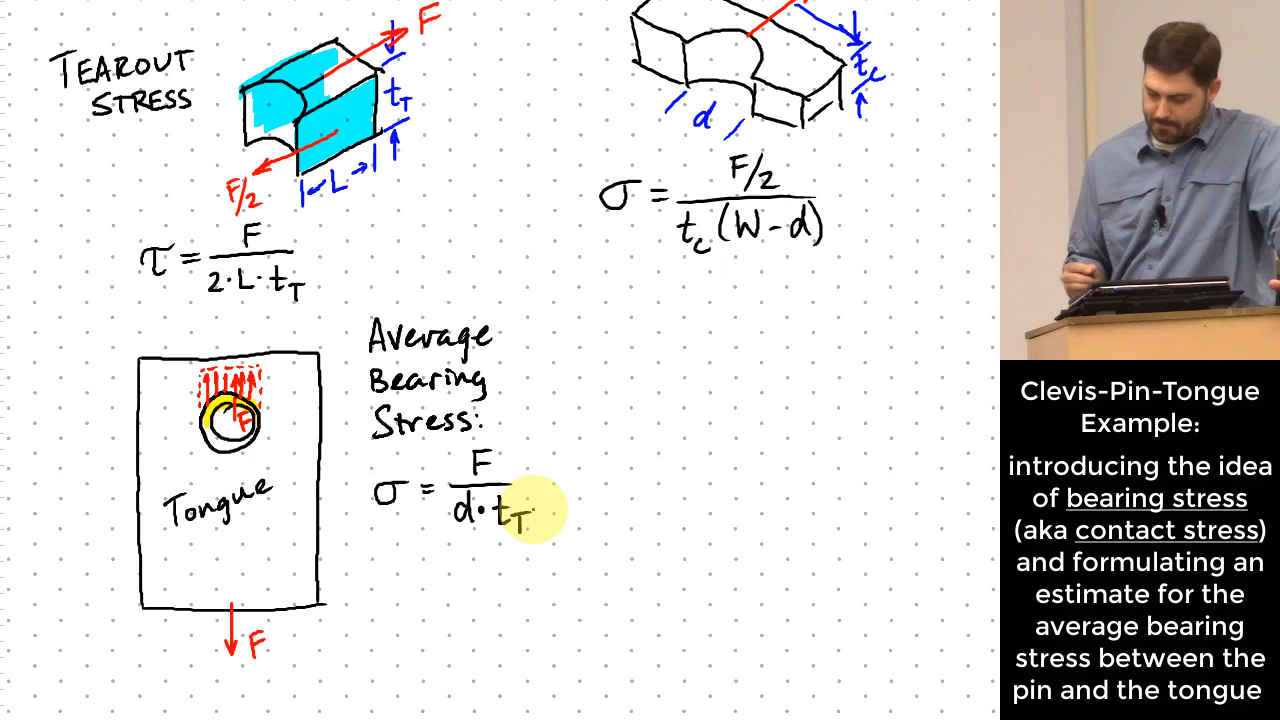 TEAROUT
STRESS
F
t_T
F/2
L
τ = F / (2·L·t_T)
t_c
d
σ = (F/2) / (t_c (W-d))
Average
Bearing
Stress:
σ = F / (d·t_T)
F
Tongue
F
Clevis-Pin-Tongue
Example:
introducing the idea
of bearing stress
(aka contact stress)
and formulating an
estimate for the
average bearing
stress between the
pin and the tongue